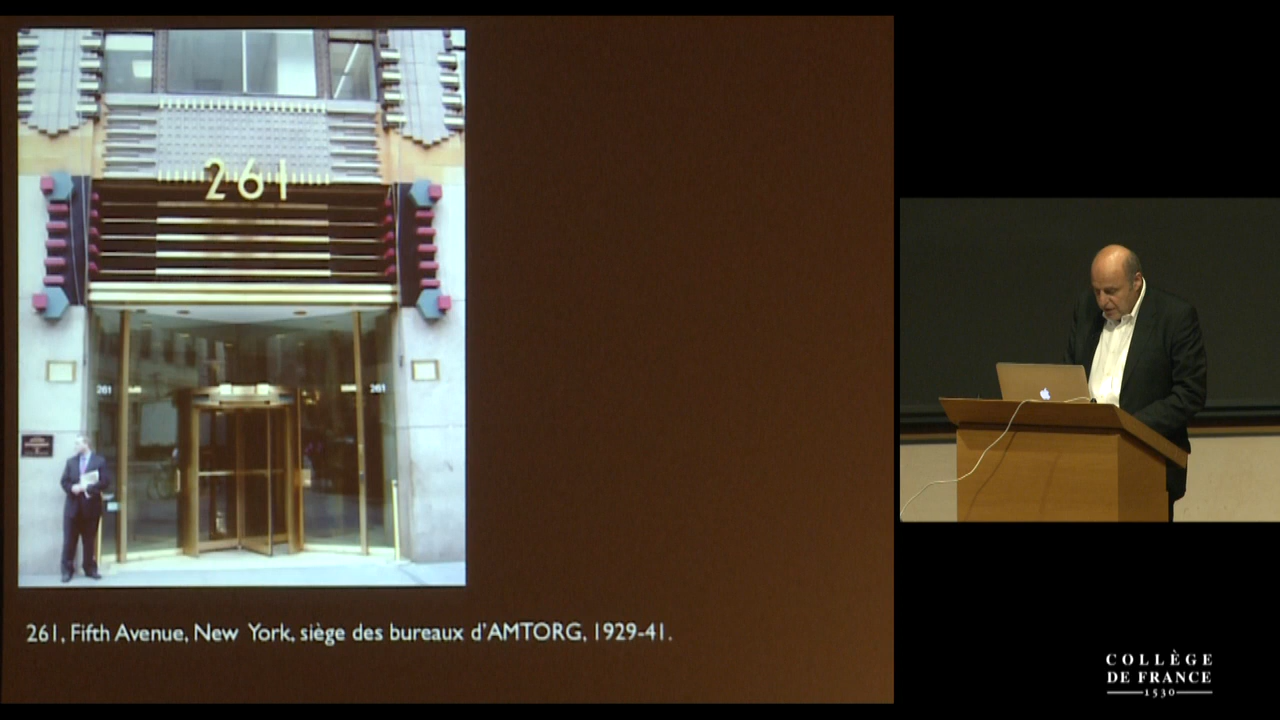 261
261
261
261, Fifth Avenue, New York, siège des bureaux d'AMTORG, 1929-41.
COLLÈGE
DE FRANCE
1530